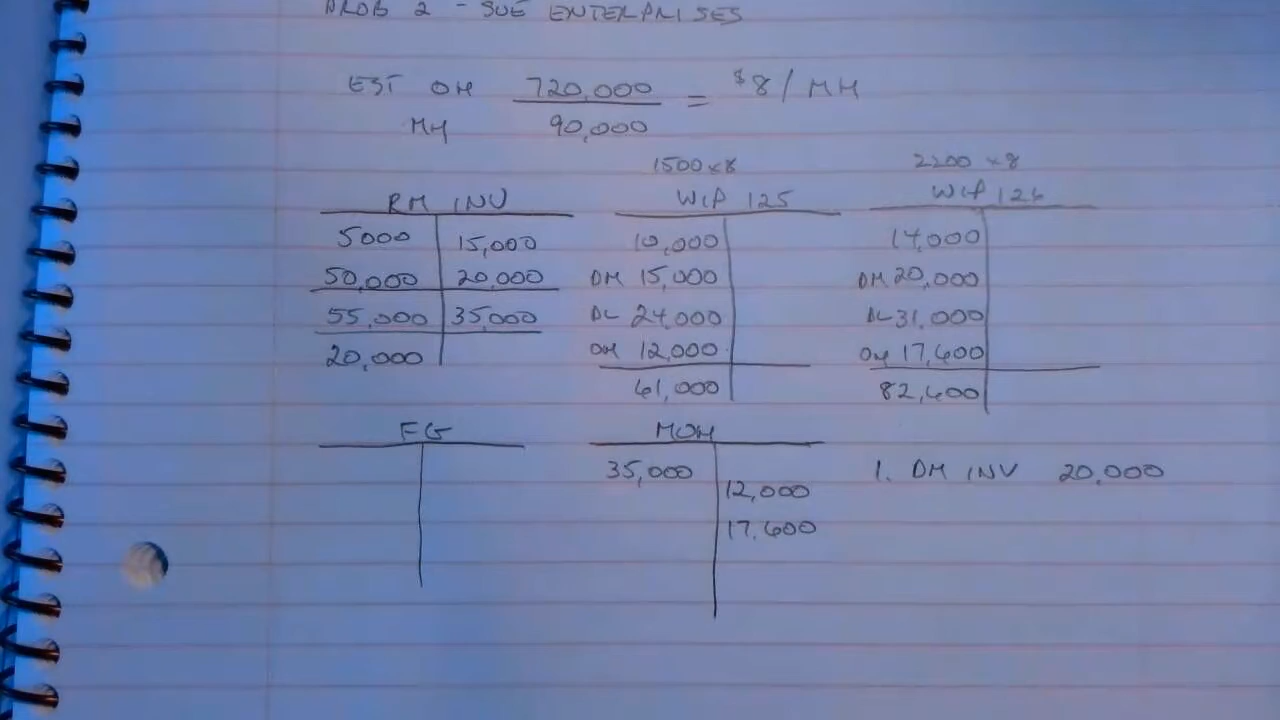 PROB 2 - SUE ENTERPRISES
EST OH 720,000 = $8/MH
MH 90,000
1500 x 8 2200 x 8
RM INV WIP 125 WIP 126
5000 15,000 10,000 14,000
50,000 20,000 DM 15,000 DM 20,000
55,000 35,000 DL 24,000 DL 31,000
20,000 OH 12,000 OH 17,600
61,000 82,600
FG MOH
35,000 1. DM INV 20,000
12,000
17,600